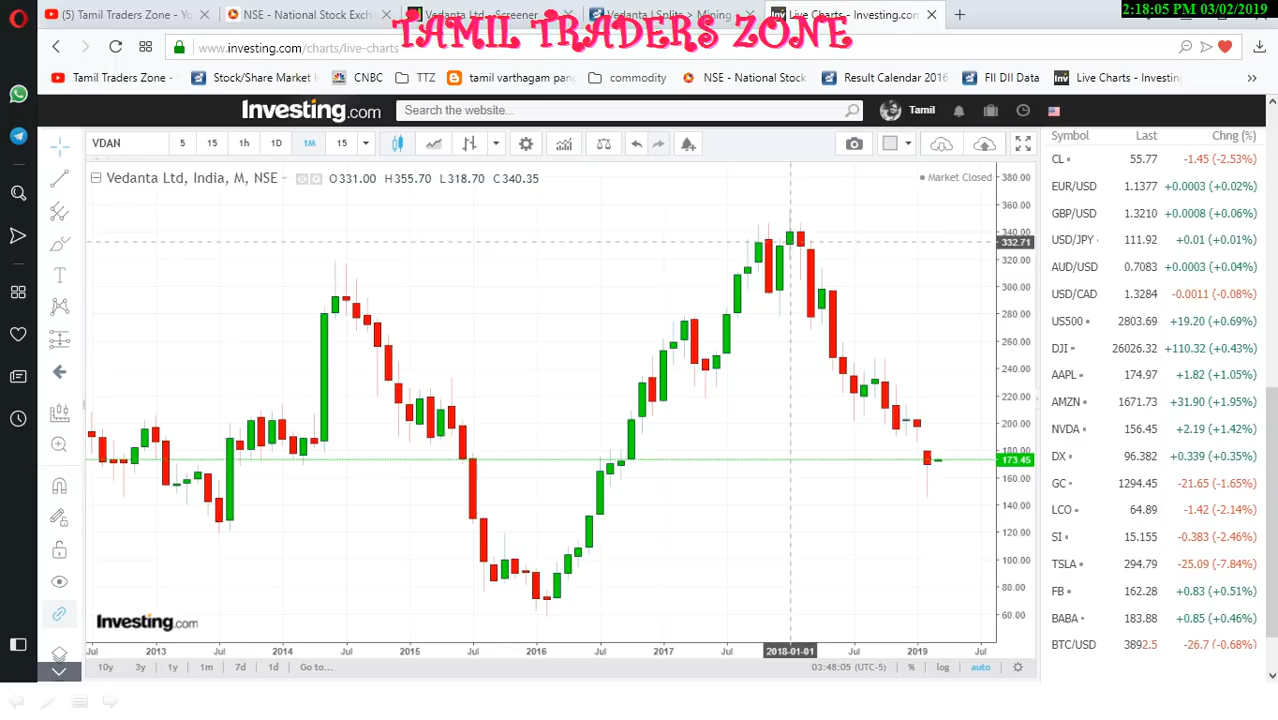 2:18:05 PM 03/02/2019
(5) Tamil Traders Zone - Yo
NSE - National Stock Exch
Vedanta Ltd - Screener
Vedanta | Splits > Mining
Live Charts - Investing.com
TAMIL TRADERS ZONE
www.investing.com/charts/live-charts
Tamil Traders Zone -
Stock/Share Market I
CNBC
TTZ
tamil varthagam pan
commodity
NSE - National Stock
Result Calendar 2016
FII DII Data
Live Charts - Investin
Investing.com
Search the website...
Tamil
VDAN
5
15
1h
1D
1M
15
Symbol Last Chng (%)
CL 55.77 -1.45 (-2.53%)
EUR/USD 1.1377 +0.0003 (+0.02%)
GBP/USD 1.3210 +0.0008 (+0.06%)
USD/JPY 111.92 +0.01 (+0.01%)
AUD/USD 0.7083 +0.0003 (+0.04%)
USD/CAD 1.3284 -0.0011 (-0.08%)
US500 2803.69 +19.20 (+0.69%)
DJI 26026.32 +110.32 (+0.43%)
AAPL 174.97 +1.82 (+1.05%)
AMZN 1671.73 +31.90 (+1.95%)
NVDA 156.45 +2.19 (+1.42%)
DX 96.382 +0.339 (+0.35%)
GC 1294.45 -21.65 (-1.65%)
LCO 64.89 -1.42 (-2.14%)
SI 15.155 -0.383 (-2.46%)
TSLA 294.79 -25.09 (-7.84%)
FB 162.28 +0.83 (+0.51%)
BABA 183.88 +0.85 (+0.46%)
BTC/USD 3892.5 -26.7 (-0.68%)
Vedanta Ltd, India, M, NSE O331.00 H355.70 L318.70 C340.35
Market Closed
380.00
360.00
340.00
332.71
320.00
300.00
280.00
260.00
240.00
220.00
200.00
180.00
173.45
160.00
140.00
120.00
100.00
80.00
60.00
Investing.com
Jul 2013 Jul 2014 Jul 2015 Jul 2016 Jul 2017 2018-01-01 Jul 2019 Jul
10y 3y 1y 1m 7d 1d Go to... 03:48:05 (UTC-5) % log auto